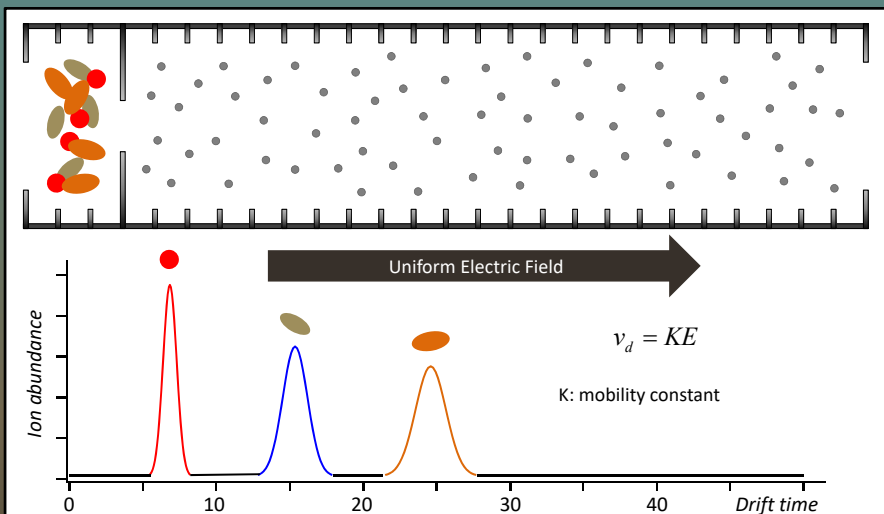 Uniform Electric Field
v_d = KE
K: mobility constant
Ion abundance
0 10 20 30 40 Drift time